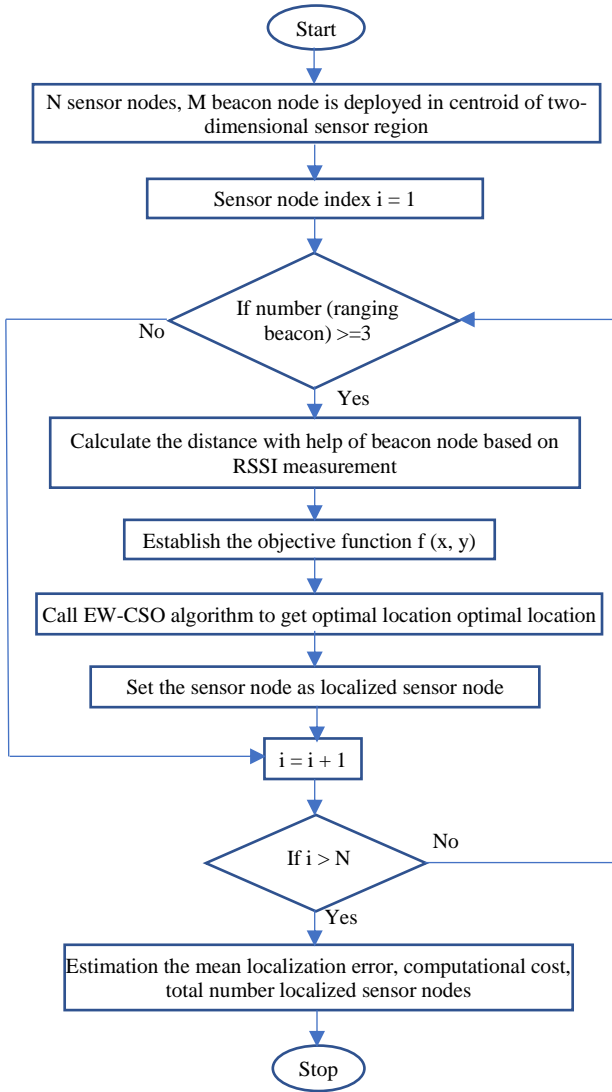 Start
N sensor nodes, M beacon node is deployed in centroid of two-
dimensional sensor region
Sensor node index i = 1
If number (ranging
beacon) >=3
No
Yes
Calculate the distance with help of beacon node based on
RSSI measurement
Establish the objective function f (x, y)
Call EW-CSO algorithm to get optimal location optimal location
Set the sensor node as localized sensor node
i = i + 1
If i > N
No
Yes
Estimation the mean localization error, computational cost,
total number localized sensor nodes
Stop